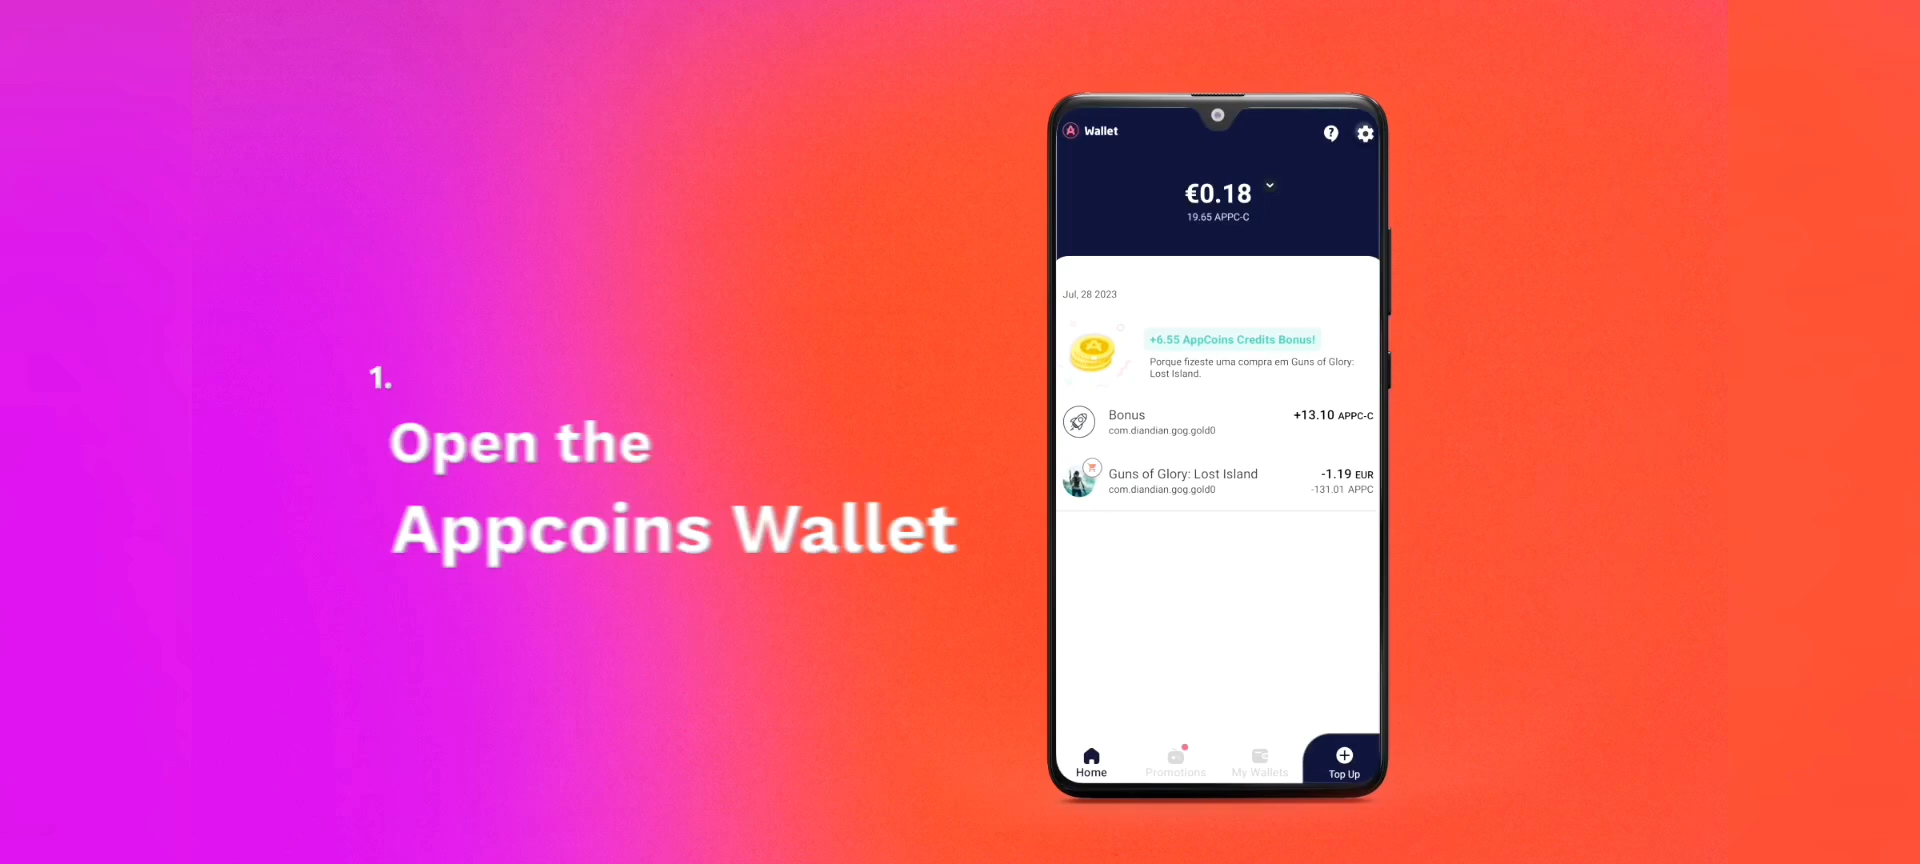 1.
Open the
Appcoins Wallet
Wallet
€0.18
19.65 APPC-C
Jul, 28 2023
+6.55 AppCoins Credits Bonus!
Porque fizeste uma compra em Guns of Glory:
Lost Island.
Bonus
+13.10 APPC-C
com.diandian.gog.gold0
Guns of Glory: Lost Island
-1.19 EUR
com.diandian.gog.gold0
-131.01 APPC
Home
Promotions
My Wallets
Top Up